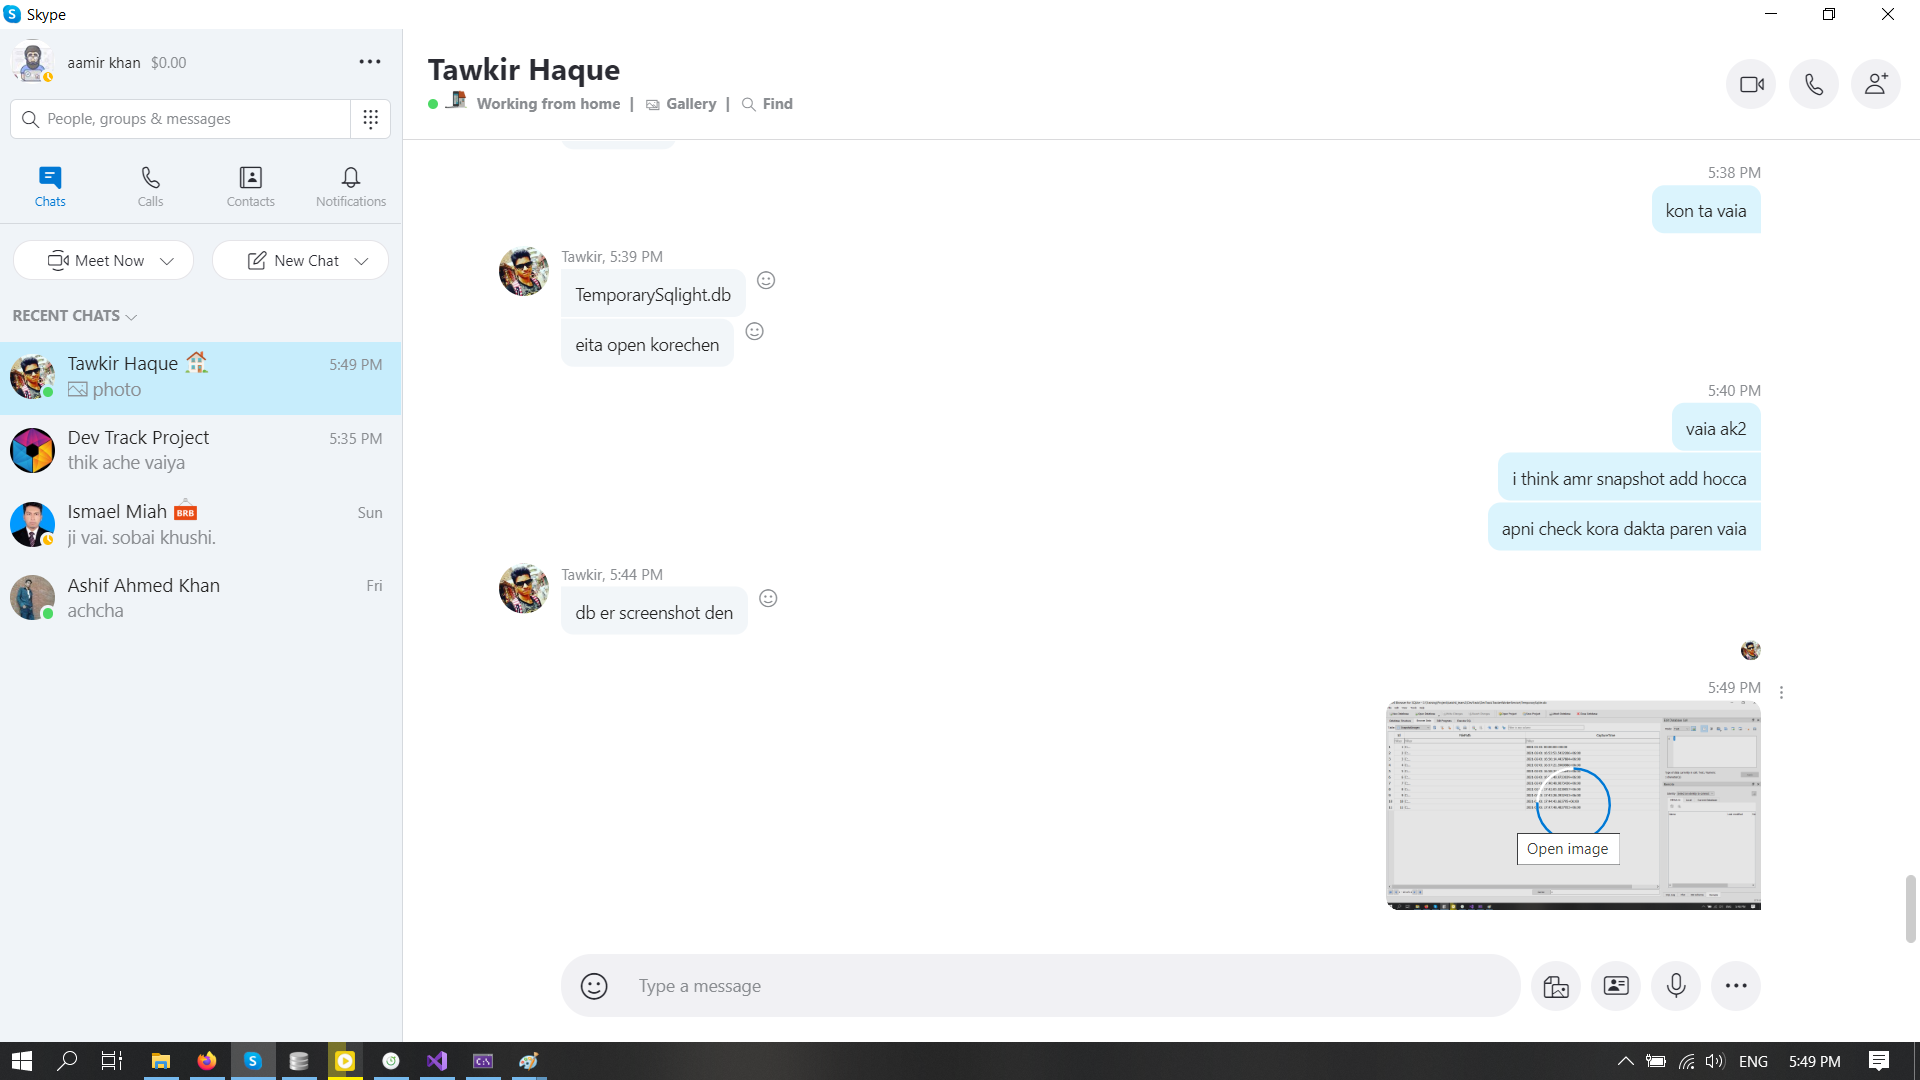 Skype
aamir khan $0.00
People, groups & messages
Chats
Calls
Contacts
Notifications
Meet Now
New Chat
RECENT CHATS
Tawkir Haque 5:49 PM
photo
Dev Track Project 5:35 PM
thik ache vaiya
Ismael Miah BRB Sun
ji vai. sobai khushi.
Ashif Ahmed Khan Fri
achcha
Tawkir Haque
Working from home | Gallery | Find
5:38 PM
kon ta vaia
Tawkir, 5:39 PM
TemporarySqlight.db
eita open korechen
5:40 PM
vaia ak2
i think amr snapshot add hocca
apni check kora dakta paren vaia
Tawkir, 5:44 PM
db er screenshot den
5:49 PM
Open image
Type a message
ENG 5:49 PM